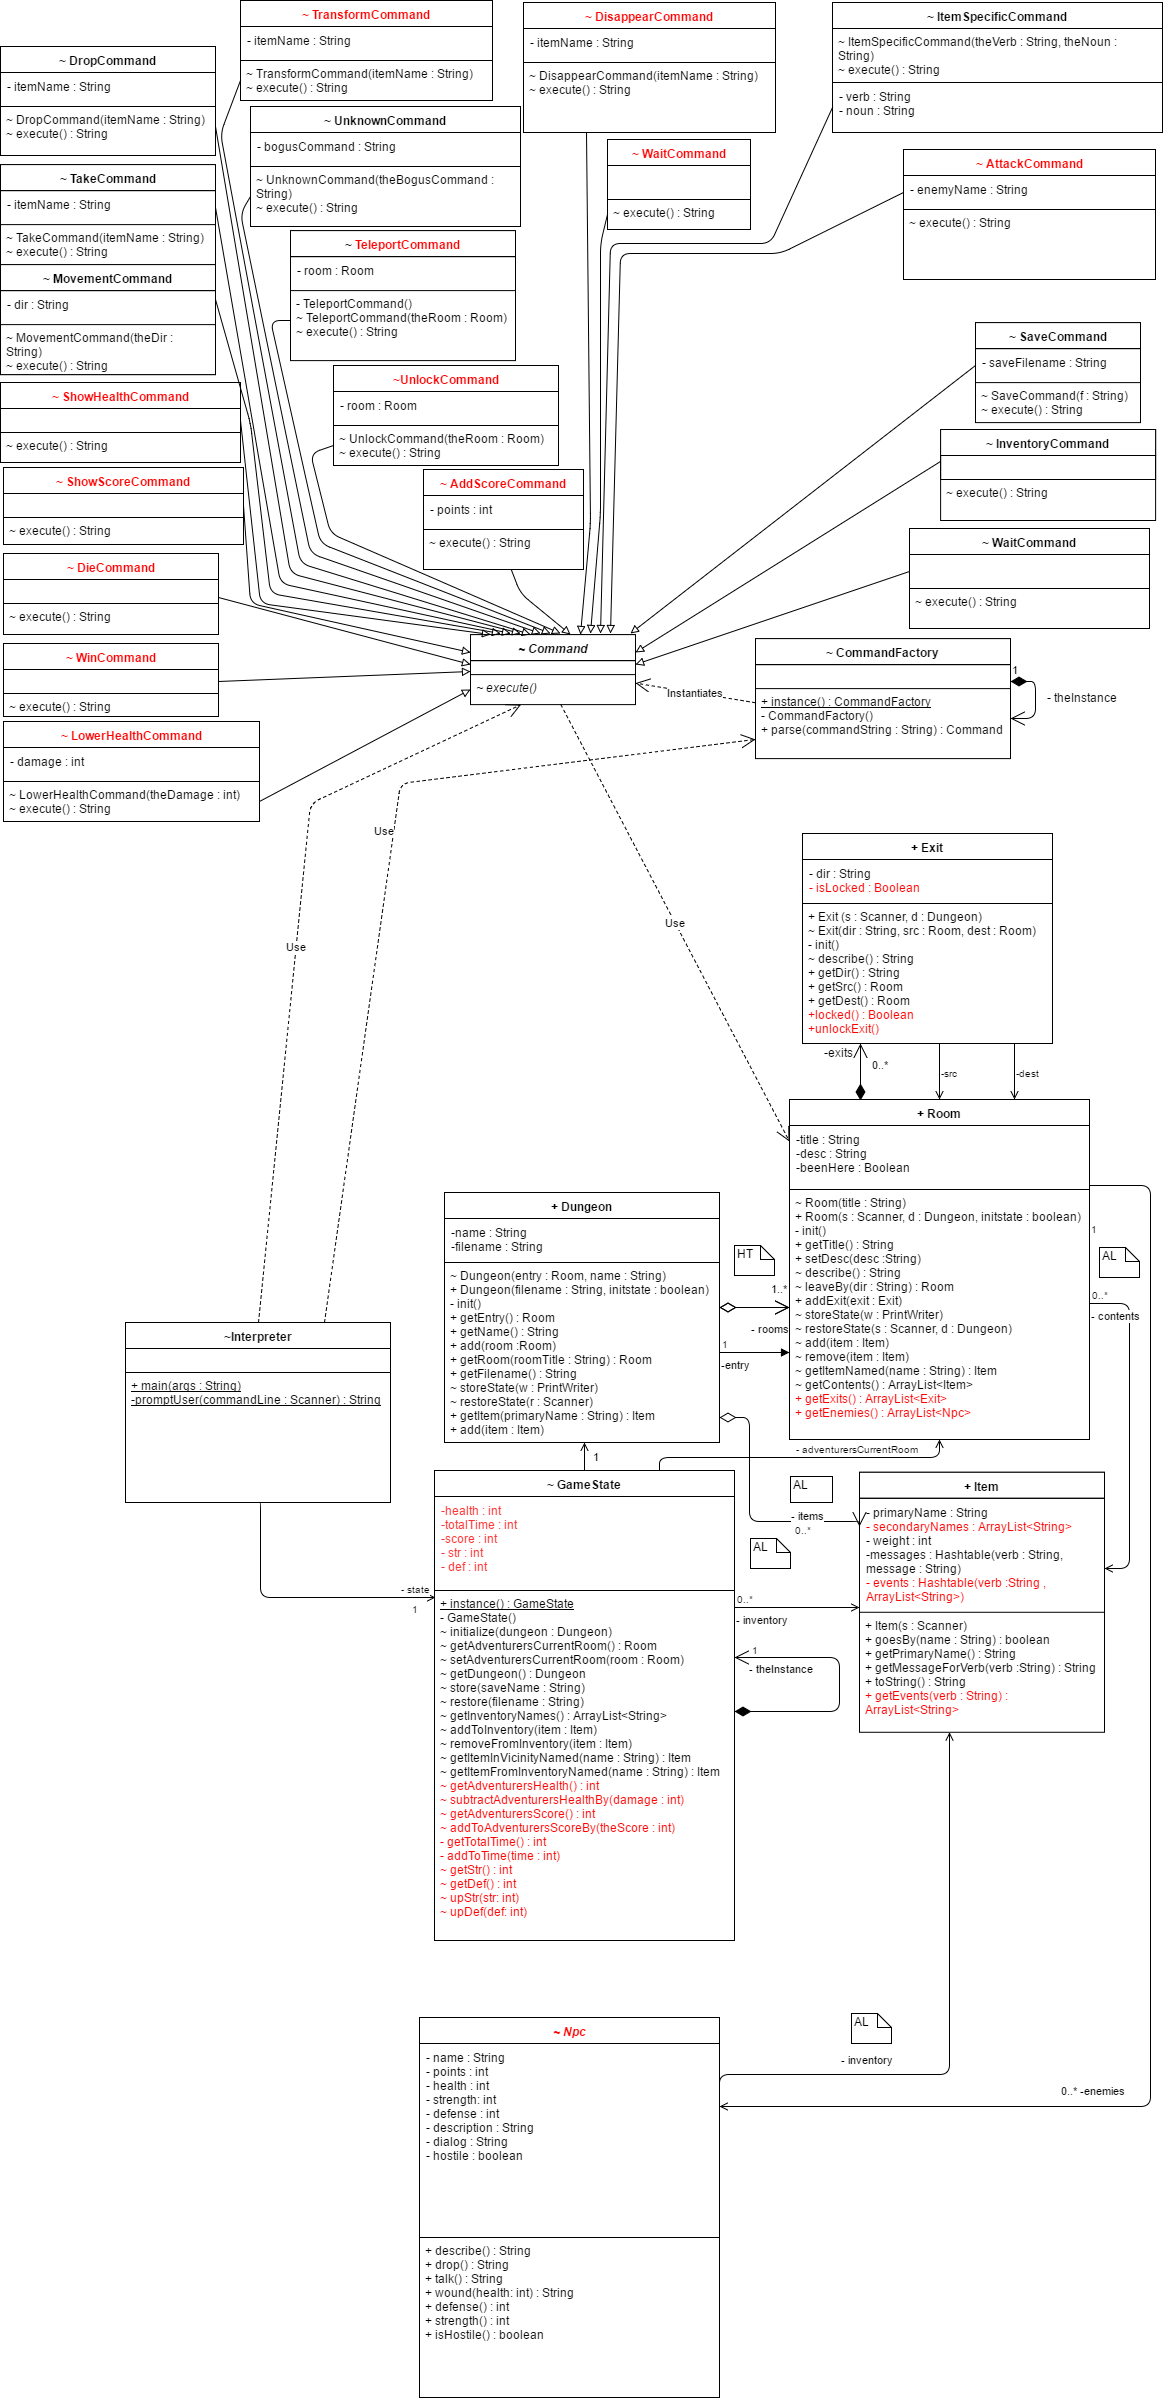 ~ TransformCommand
- itemName : String
~ TransformCommand(itemName : String)
~ execute() : String
~ DisappearCommand
- itemName : String
~ DisappearCommand(itemName : String)
~ execute() : String
~ ItemSpecificCommand
~ ItemSpecificCommand(theVerb : String, theNoun :
String)
~ execute() : String
- verb : String
- noun : String
~ DropCommand
- itemName : String
~ DropCommand(itemName : String)
~ execute() : String
~ UnknownCommand
- bogusCommand : String
~ UnknownCommand(theBogusCommand :
String)
~ execute() : String
~ WaitCommand
~ execute() : String
~ AttackCommand
- enemyName : String
~ execute() : String
~ TakeCommand
- itemName : String
~ TakeCommand(itemName : String)
~ execute() : String
~ TeleportCommand
- room : Room
- TeleportCommand()
~ TeleportCommand(theRoom : Room)
~ execute() : String
~ MovementCommand
- dir : String
~ MovementCommand(theDir :
String)
~ execute() : String
~ SaveCommand
- saveFilename : String
~ SaveCommand(f : String)
~ execute() : String
~UnlockCommand
- room : Room
~ UnlockCommand(theRoom : Room)
~ execute() : String
~ ShowHealthCommand
~ execute() : String
~ InventoryCommand
~ execute() : String
~ ShowScoreCommand
~ execute() : String
~ AddScoreCommand
- points : int
~ execute() : String
~ WaitCommand
~ execute() : String
~ DieCommand
~ execute() : String
~ WinCommand
~ execute() : String
~ Command
~ execute()
~ CommandFactory
+ instance() : CommandFactory
- CommandFactory()
+ parse(commandString : String) : Command
1
- theInstance
Instantiates
~ LowerHealthCommand
- damage : int
~ LowerHealthCommand(theDamage : int)
~ execute() : String
Use
Use
Use
+ Exit
- dir : String
- isLocked : Boolean
+ Exit (s : Scanner, d : Dungeon)
~ Exit(dir : String, src : Room, dest : Room)
- init()
~ describe() : String
+ getDir() : String
+ getSrc() : Room
+ getDest() : Room
+locked() : Boolean
+unlockExit()
-exits
0..*
-src
-dest
+ Room
-title : String
-desc : String
-beenHere : Boolean
~ Room(title : String)
+ Room(s : Scanner, d : Dungeon, initstate : boolean)
- init()
+ getTitle() : String
+ setDesc(desc :String)
~ describe() : String
~ leaveBy(dir : String) : Room
+ addExit(exit : Exit)
~ storeState(w : PrintWriter)
~ restoreState(s : Scanner, d : Dungeon)
~ add(item : Item)
~ remove(item : Item)
~ getItemNamed(name : String) : Item
~ getContents() : ArrayList<Item>
+ getExits() : ArrayList<Exit>
+ getEnemies() : ArrayList<Npc>
1
AL
0..*
- contents
+ Dungeon
-name : String
-filename : String
~ Dungeon(entry : Room, name : String)
+ Dungeon(filename : String, initstate : boolean)
- init()
+ getEntry() : Room
+ getName() : String
+ add(room :Room)
+ getRoom(roomTitle : String) : Room
+ getFilename() : String
~ storeState(w : PrintWriter)
~ restoreState(r : Scanner)
+ getItem(primaryName : String) : Item
+ add(item : Item)
HT
1..*
- rooms
1
-entry
~Interpreter
+ main(args : String)
-promptUser(commandLine : Scanner) : String
1
- adventurersCurrentRoom
AL
- items
0..*
AL
- state
1
~ GameState
-health : int
-totalTime : int
-score : int
- str : int
- def : int
+ instance() : GameState
- GameState()
~ initialize(dungeon : Dungeon)
~ getAdventurersCurrentRoom() : Room
~ setAdventurersCurrentRoom(room : Room)
~ getDungeon() : Dungeon
~ store(saveName : String)
~ restore(filename : String)
~ getInventoryNames() : ArrayList<String>
~ addToInventory(item : Item)
~ removeFromInventory(item : Item)
~ getItemInVicinityNamed(name : String) : Item
~ getItemFromInventoryNamed(name : String) : Item
~ getAdventurersHealth() : int
~ subtractAdventurersHealthBy(damage : int)
~ getAdventurersScore() : int
~ addToAdventurersScoreBy(theScore : int)
- getTotalTime() : int
- addToTime(time : int)
~ getStr() : int
~ getDef() : int
~ upStr(str: int)
~ upDef(def: int)
0..*
- inventory
1
- theInstance
+ Item
- primaryName : String
- secondaryNames : ArrayList<String>
- weight : int
-messages : Hashtable(verb : String,
message : String)
- events : Hashtable(verb :String ,
ArrayList<String>)
+ Item(s : Scanner)
+ goesBy(name : String) : boolean
+ getPrimaryName() : String
+ getMessageForVerb(verb :String) : String
+ toString() : String
+ getEvents(verb : String) :
ArrayList<String>
AL
- inventory
0..* -enemies
~ Npc
- name : String
- points : int
- health : int
- strength: int
- defense : int
- description : String
- dialog : String
- hostile : boolean
+ describe() : String
+ drop() : String
+ talk() : String
+ wound(health: int) : String
+ defense() : int
+ strength() : int
+ isHostile() : boolean